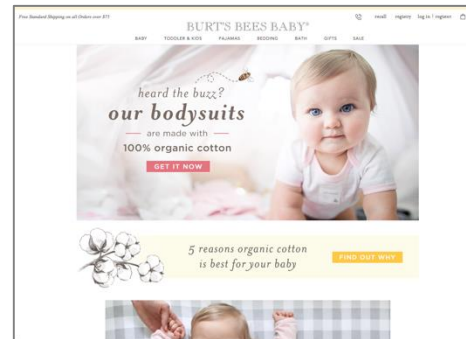 Free Standard Shipping on all Orders over $75
recall registry log in / register
BURT'S BEES BABY®
BABY TODDLER & KIDS PAJAMAS BEDDING BATH GIFTS SALE
heard the buzz?
our bodysuits
are made with
100% organic cotton
GET IT NOW
5 reasons organic cotton
is best for your baby
FIND OUT WHY